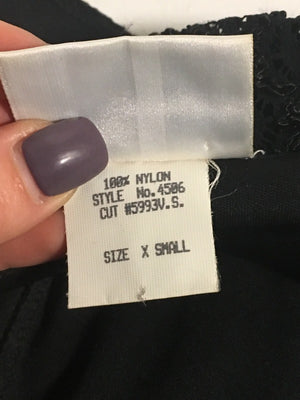 100% NYLON
STYLE No.4506
CUT #5993V.S.
SIZE X SMALL